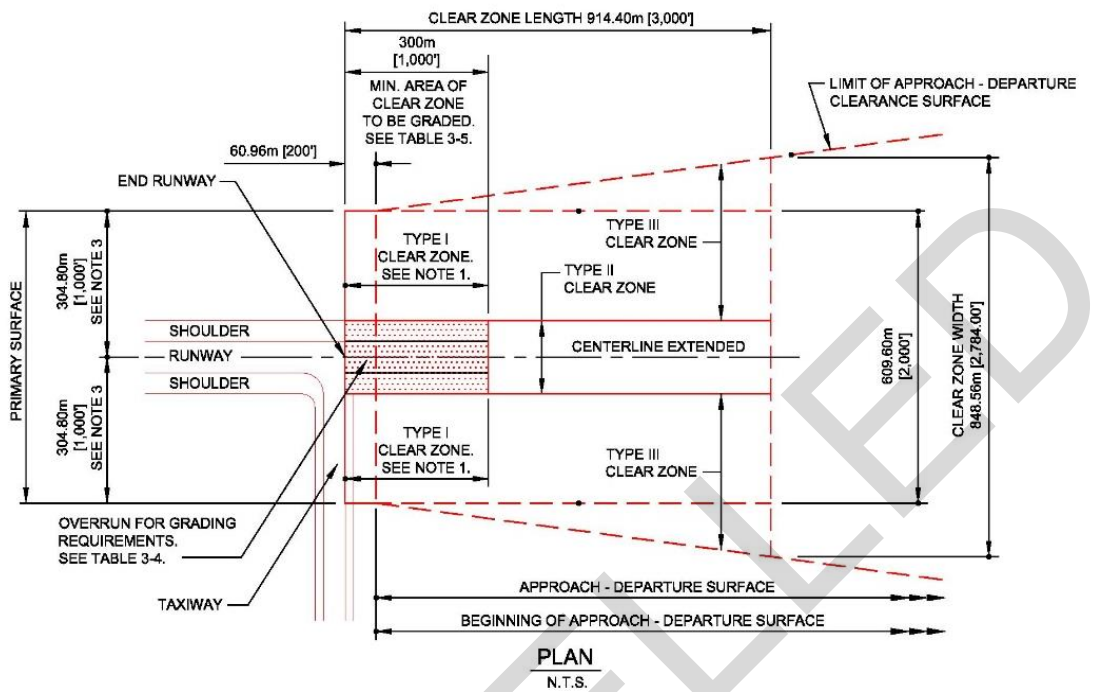 CLEAR ZONE LENGTH 914.40m [3,000']
300m
[1,000']
MIN. AREA OF
CLEAR ZONE
TO BE GRADED.
SEE TABLE 3-5.
LIMIT OF APPROACH - DEPARTURE
CLEARANCE SURFACE
60.96m [200']
END RUNWAY
PRIMARY SURFACE
304.80m
[1,000']
SEE NOTE 3
304.80m
[1,000']
SEE NOTE 3
TYPE I
CLEAR ZONE.
SEE NOTE 1.
TYPE III
CLEAR ZONE
TYPE II
CLEAR ZONE
SHOULDER
RUNWAY
SHOULDER
CENTERLINE EXTENDED
609.60m
[2,000']
CLEAR ZONE WIDTH
848.56m [2,784.00']
TYPE I
CLEAR ZONE.
SEE NOTE 1.
TYPE III
CLEAR ZONE
OVERRUN FOR GRADING
REQUIREMENTS.
SEE TABLE 3-4.
TAXIWAY
APPROACH - DEPARTURE SURFACE
BEGINNING OF APPROACH - DEPARTURE SURFACE
PLAN
N.T.S.
ELLED